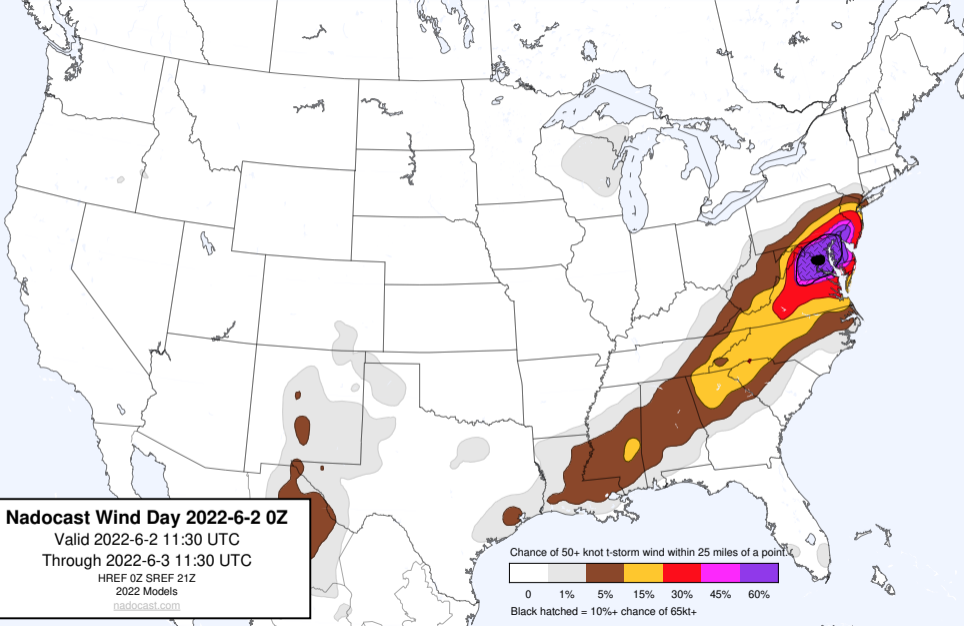 Nadocast Wind Day 2022-6-2 0Z
Valid 2022-6-2 11:30 UTC
Through 2022-6-3 11:30 UTC
HREF 0Z SREF 21Z
2022 Models
nadocast.com
Chance of 50+ knot t-storm wind within 25 miles of a point.
0 1% 5% 15% 30% 45% 60%
Black hatched = 10%+ chance of 65kt+